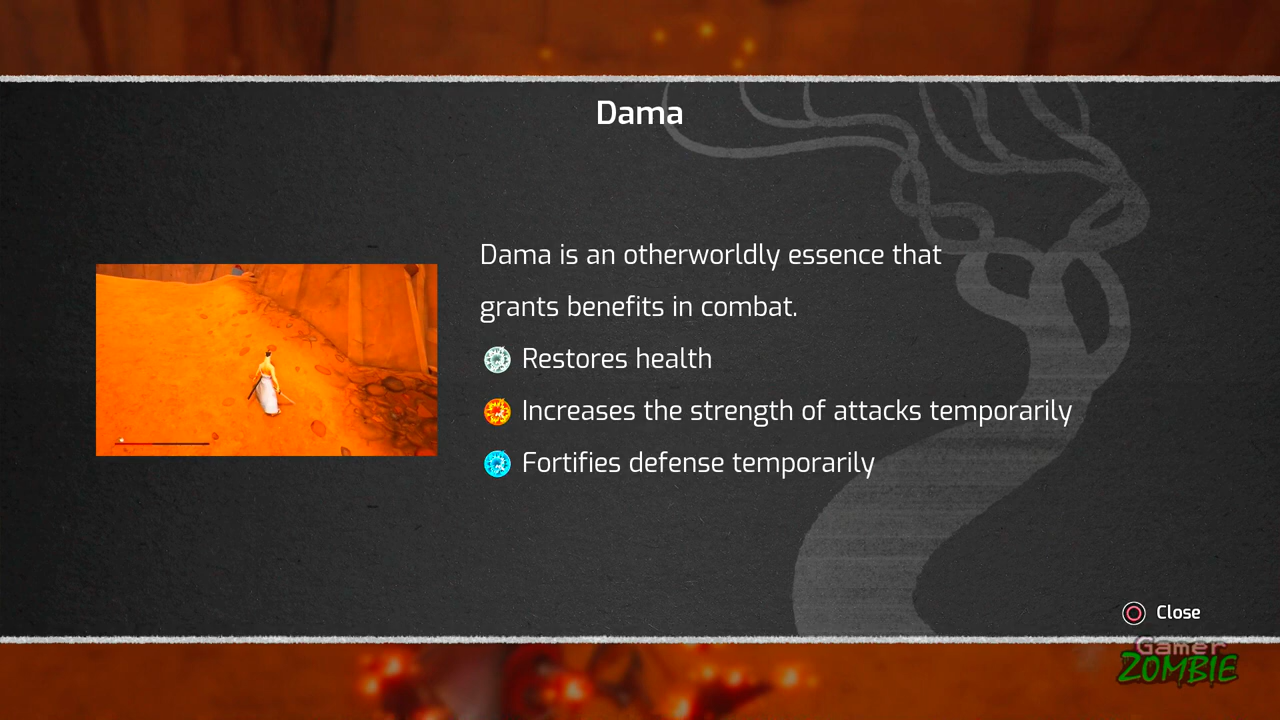 Dama
Dama is an otherworldly essence that
grants benefits in combat.
Restores health
Increases the strength of attacks temporarily
Fortifies defense temporarily
Close
Gamer
ZOMBIE